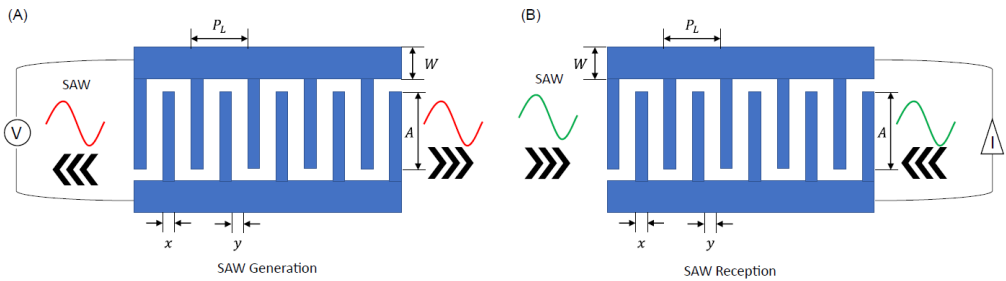 (A)
P_L
W
SAW
V
A
x
y
SAW Generation
(B)
P_L
W
SAW
A
I
x
y
SAW Reception